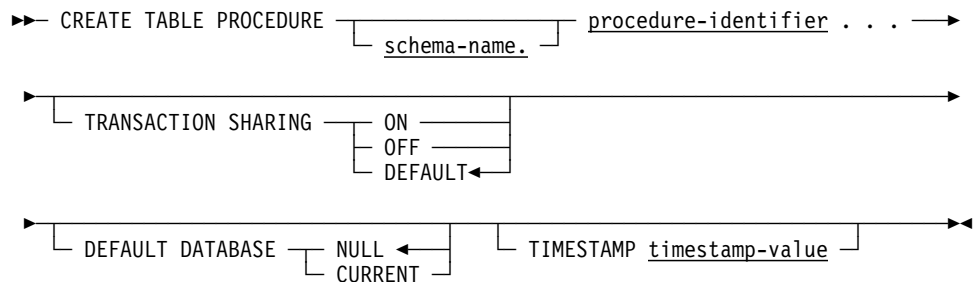 CREATE TABLE PROCEDURE schema-name. procedure-identifier . . .
TRANSACTION SHARING ON
OFF
DEFAULT
DEFAULT DATABASE NULL TIMESTAMP timestamp-value
CURRENT